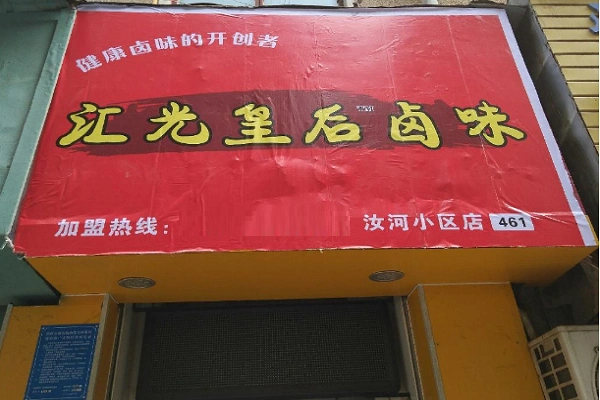 健康卤味的开创者
汇光皇后卤味
加盟热线：
汝河小区店 461